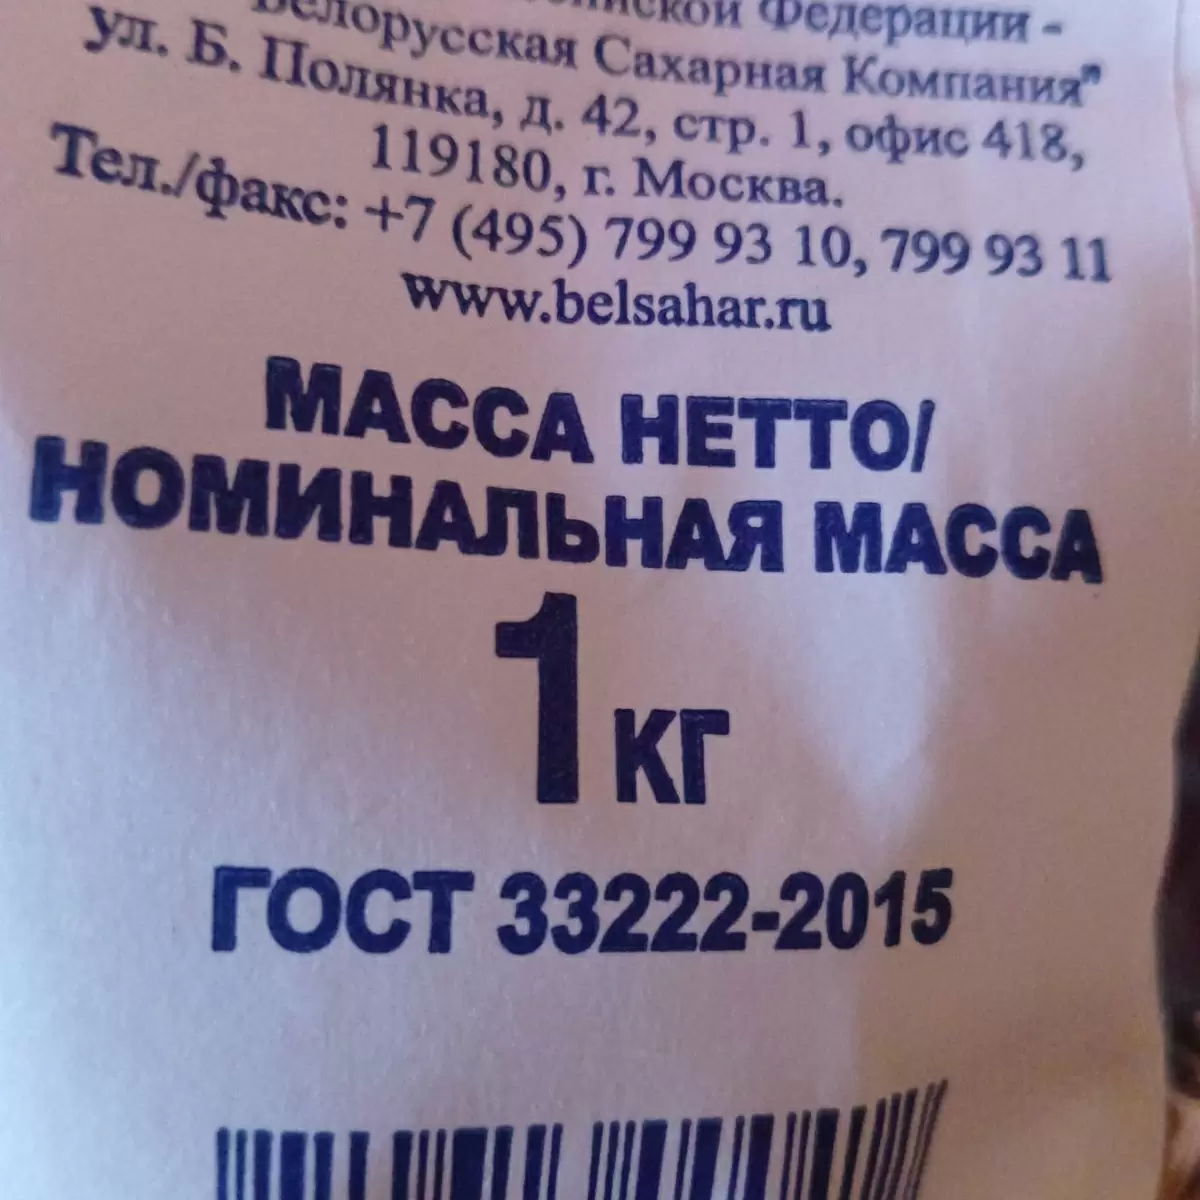 Федерации -
Белорусская Сахарная Компания"
ул. Б. Полянка, д. 42, стр. 1, офис 418,
119180, г. Москва.
Тел./факс: +7 (495) 799 93 10, 799 93 11
www.belsahar.ru
МАССА НЕТТО/
НОМИНАЛЬНАЯ МАССА
1 кг
ГОСТ 33222-2015